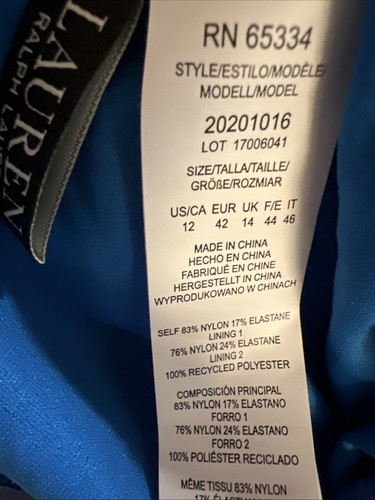 LAUREN
RALPH LAU
RN 65334
STYLE/ESTILO/MODÈLE/
MODELL/MODEL
20201016
LOT 17006041
SIZE/TALLA/TAILLE/
GRÖßE/ROZMIAR
US/CA EUR UK F/E IT
12 42 14 44 46
MADE IN CHINA
HECHO EN CHINA
FABRIQUÉ EN CHINE
HERGESTELLT IN CHINA
WYPRODUKOWANO W CHINACH
SELF 83% NYLON 17% ELASTANE
LINING 1
76% NYLON 24% ELASTANE
LINING 2
100% RECYCLED POLYESTER
COMPOSICIÓN PRINCIPAL
83% NYLON 17% ELASTANO
FORRO 1
76% NYLON 24% ELASTANO
FORRO 2
100% POLIÉSTER RECICLADO
MÊME TISSU 83% NYLON
17% ÉLASTHANNE